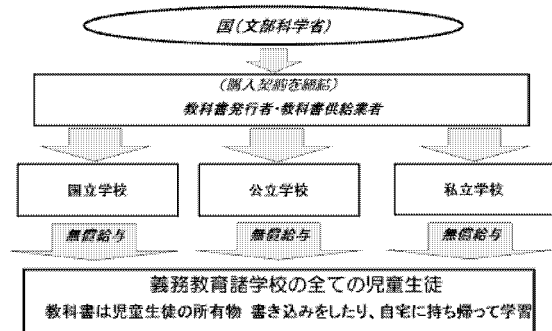 国(文部科学省)
(購入契約を締結)
教科書発行者・教科書供給業者
国立学校
公立学校
私立学校
無償給与
無償給与
無償給与
義務教育諸学校の全ての児童生徒
教科書は児童生徒の所有物 書き込みをしたり、自宅に持ち帰って学習